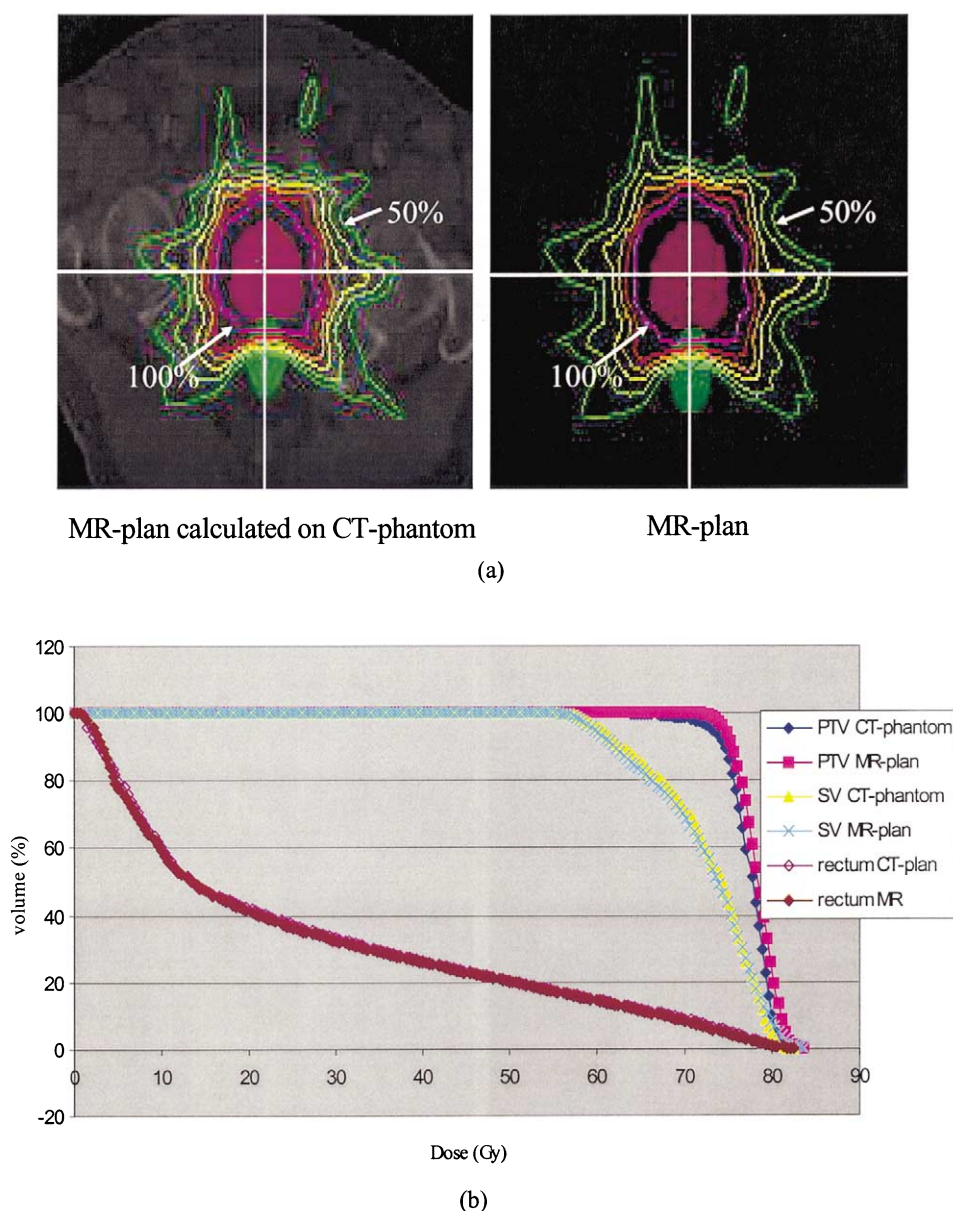 50%
100%
50%
100%
MR-plan calculated on CT-phantom
MR-plan
(a)
120
100
80
60
40
20
0
-20
volume (%)
0 10 20 30 40 50 60 70 80 90
Dose (Gy)
PTV CT-phantom
PTV MR-plan
SV CT-phantom
SV MR-plan
rectum CT-plan
rectum MR
(b)